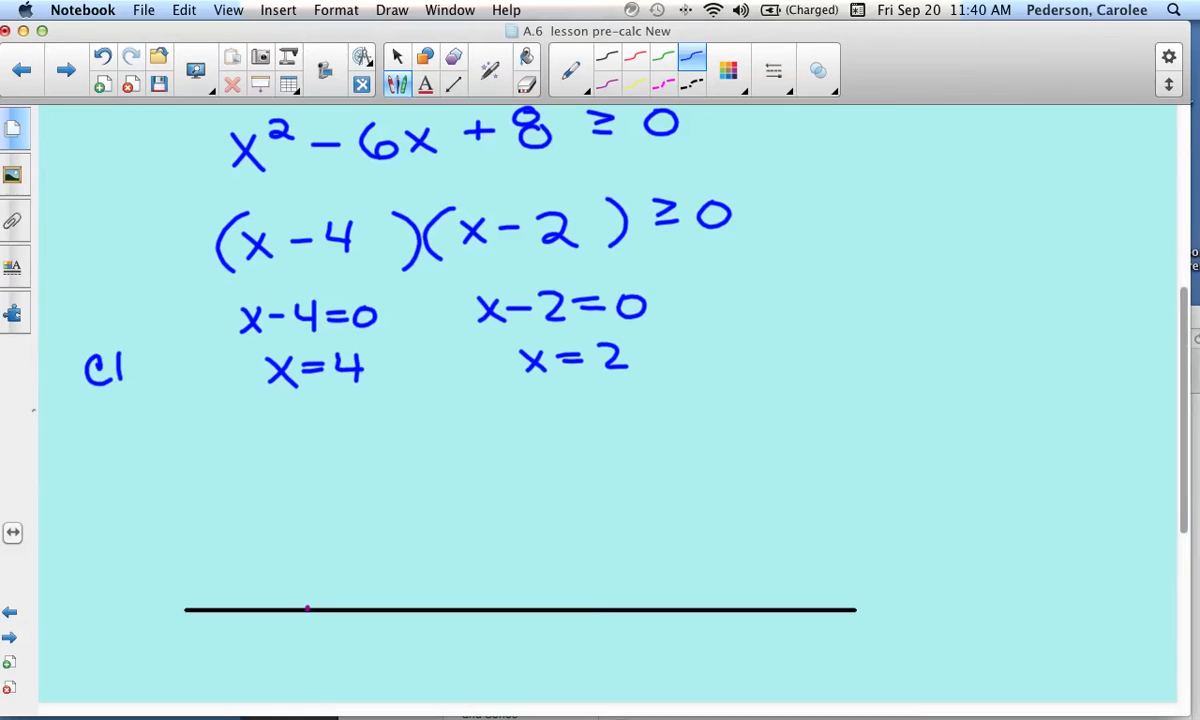 Notebook File Edit View Insert Format Draw Window Help (Charged) Fri Sep 20 11:40 AM Pederson, Carolee
A.6 lesson pre-calc New
x² - 6x + 8 ≥ 0
(x - 4 )(x - 2 ) ≥ 0
x - 4 = 0 x - 2 = 0
x = 4 x = 2